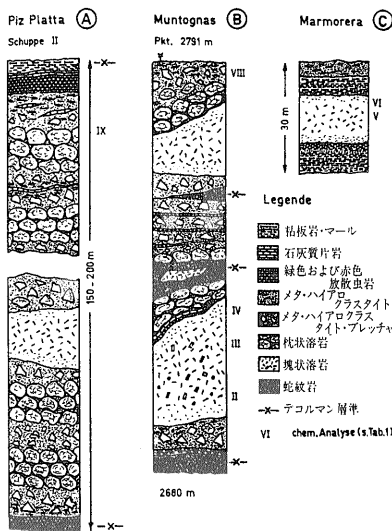 Piz Platta Ⓐ
Schuppe II
Muntognas Ⓑ
Pkt. 2791 m
Marmorera Ⓒ
-x-
IX
150-200 m
-x-
VIII
-x-
-x-
IV
III
II
-x-
2680 m
30 m
VI
V
Legende
粘板岩・マール
石灰質片岩
緑色および赤色
放散虫岩
メタ・ハイアロ
クラスタイト
メタ・ハイアロクラス
タイト・ブレッチャ
枕状溶岩
塊状溶岩
蛇紋岩
-x- デコルマン層準
VI chem. Analyse (s. Tab. 1)